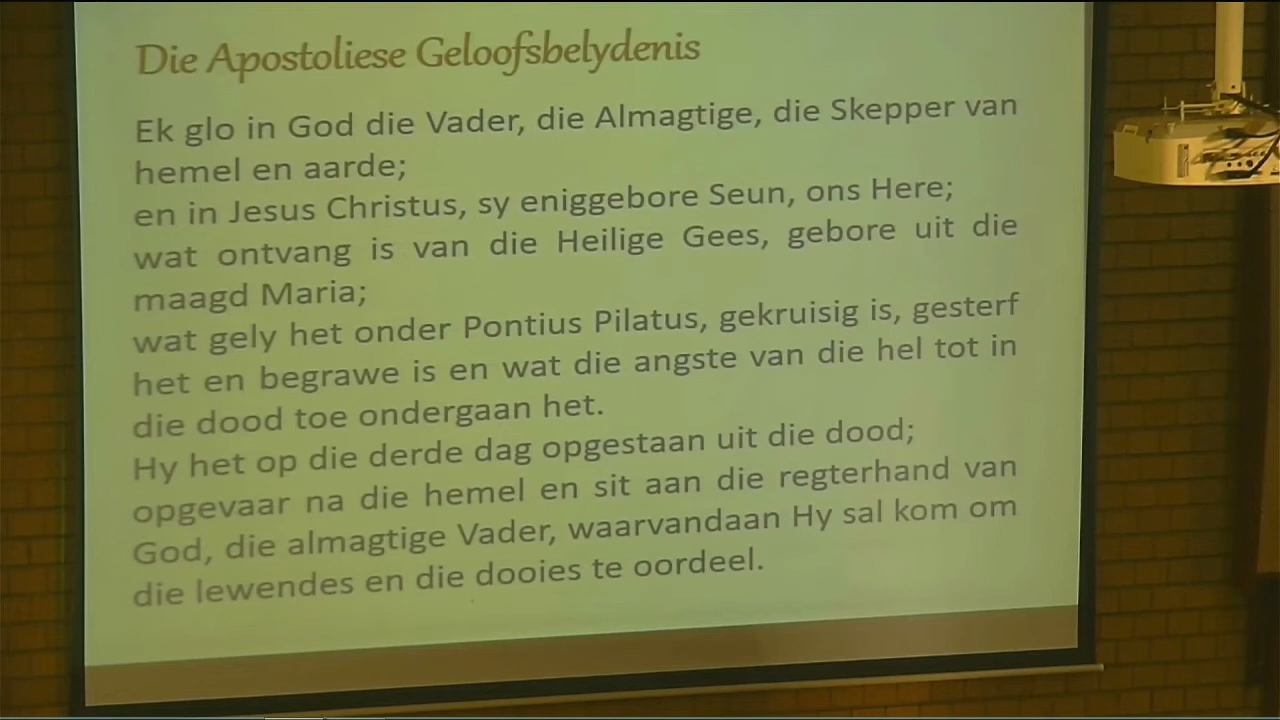 Die Apostoliese Geloofsbelydenis
Ek glo in God die Vader, die Almagtige, die Skepper van
hemel en aarde;
en in Jesus Christus, sy eniggebore Seun, ons Here;
wat ontvang is van die Heilige Gees, gebore uit die
maagd Maria;
wat gely het onder Pontius Pilatus, gekruisig is, gesterf
het en begrawe is en wat die angste van die hel tot in
die dood toe ondergaan het.
Hy het op die derde dag opgestaan uit die dood;
opgevaar na die hemel en sit aan die regterhand van
God, die almagtige Vader, waarvandaan Hy sal kom om
die lewendes en die dooies te oordeel.